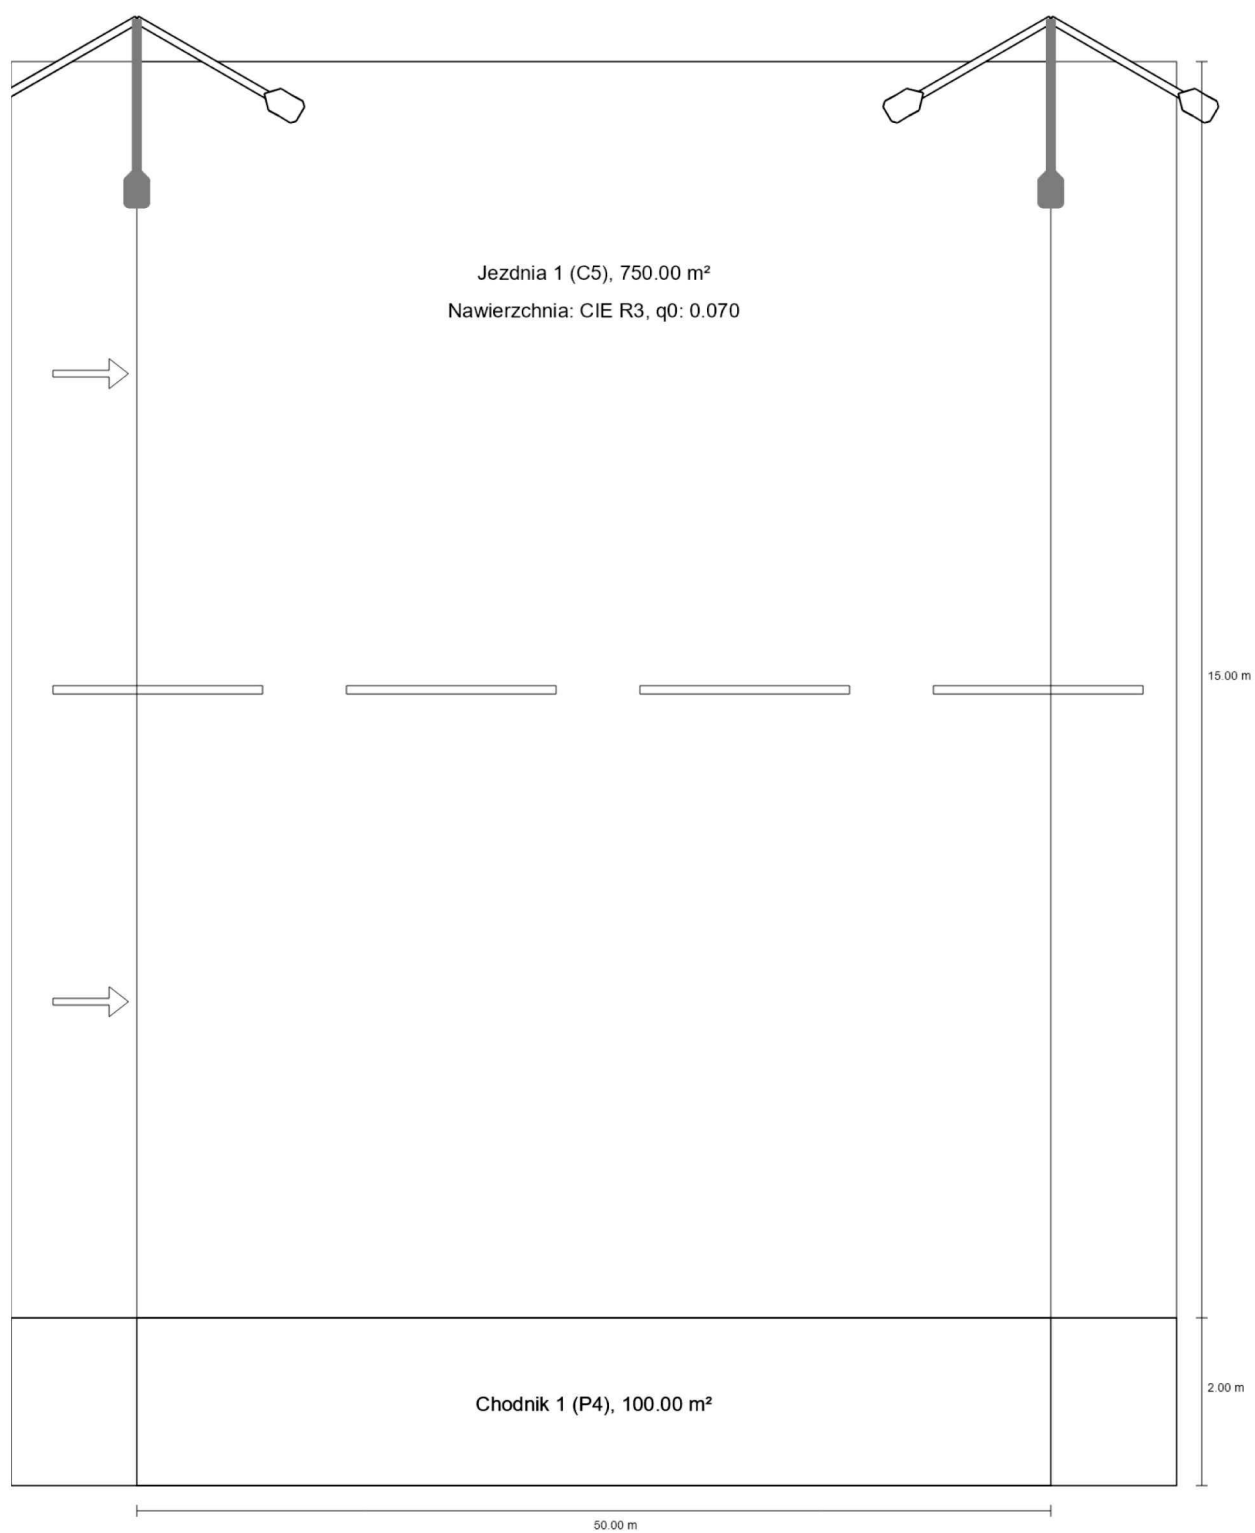 Jezdnia 1 (C5), 750.00 m²
Nawierzchnia: CIE R3, q0: 0.070
15.00 m
Chodnik 1 (P4), 100.00 m²
2.00 m
50.00 m